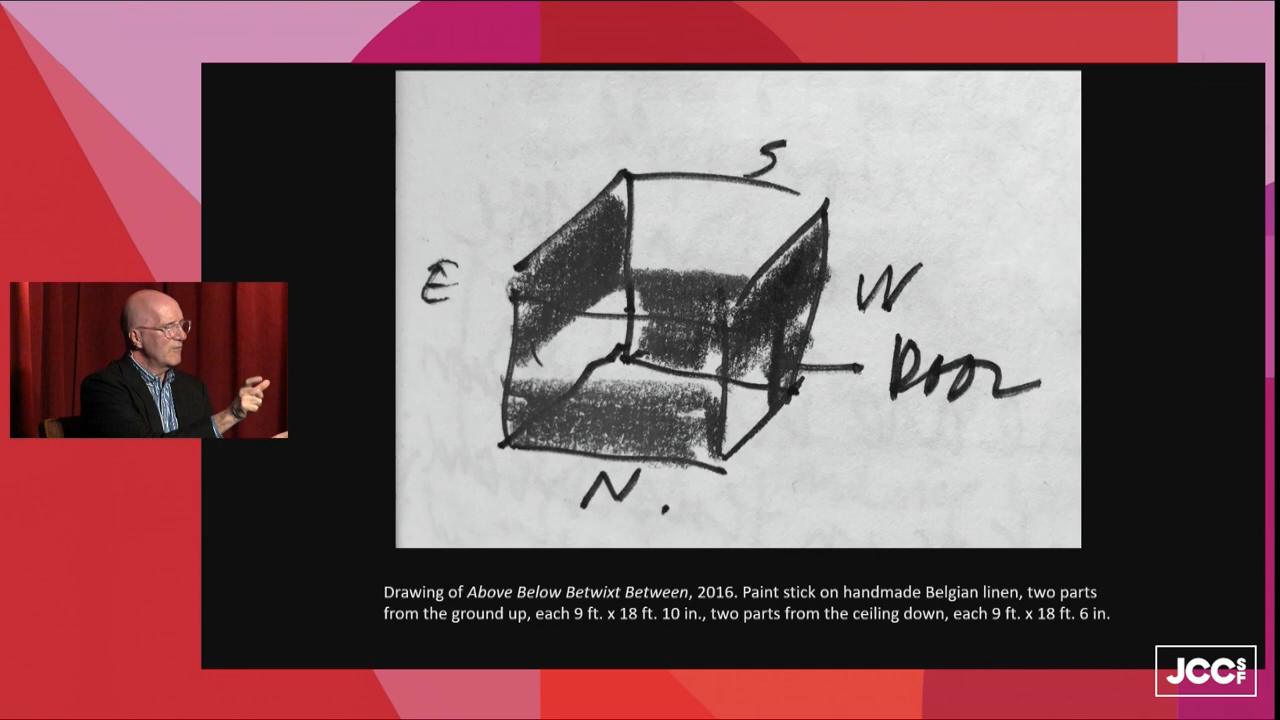 S
E
W
Door
N.
Drawing of Above Below Betwixt Between, 2016. Paint stick on handmade Belgian linen, two parts
from the ground up, each 9 ft. x 18 ft. 10 in., two parts from the ceiling down, each 9 ft. x 18 ft. 6 in.
JCCSF